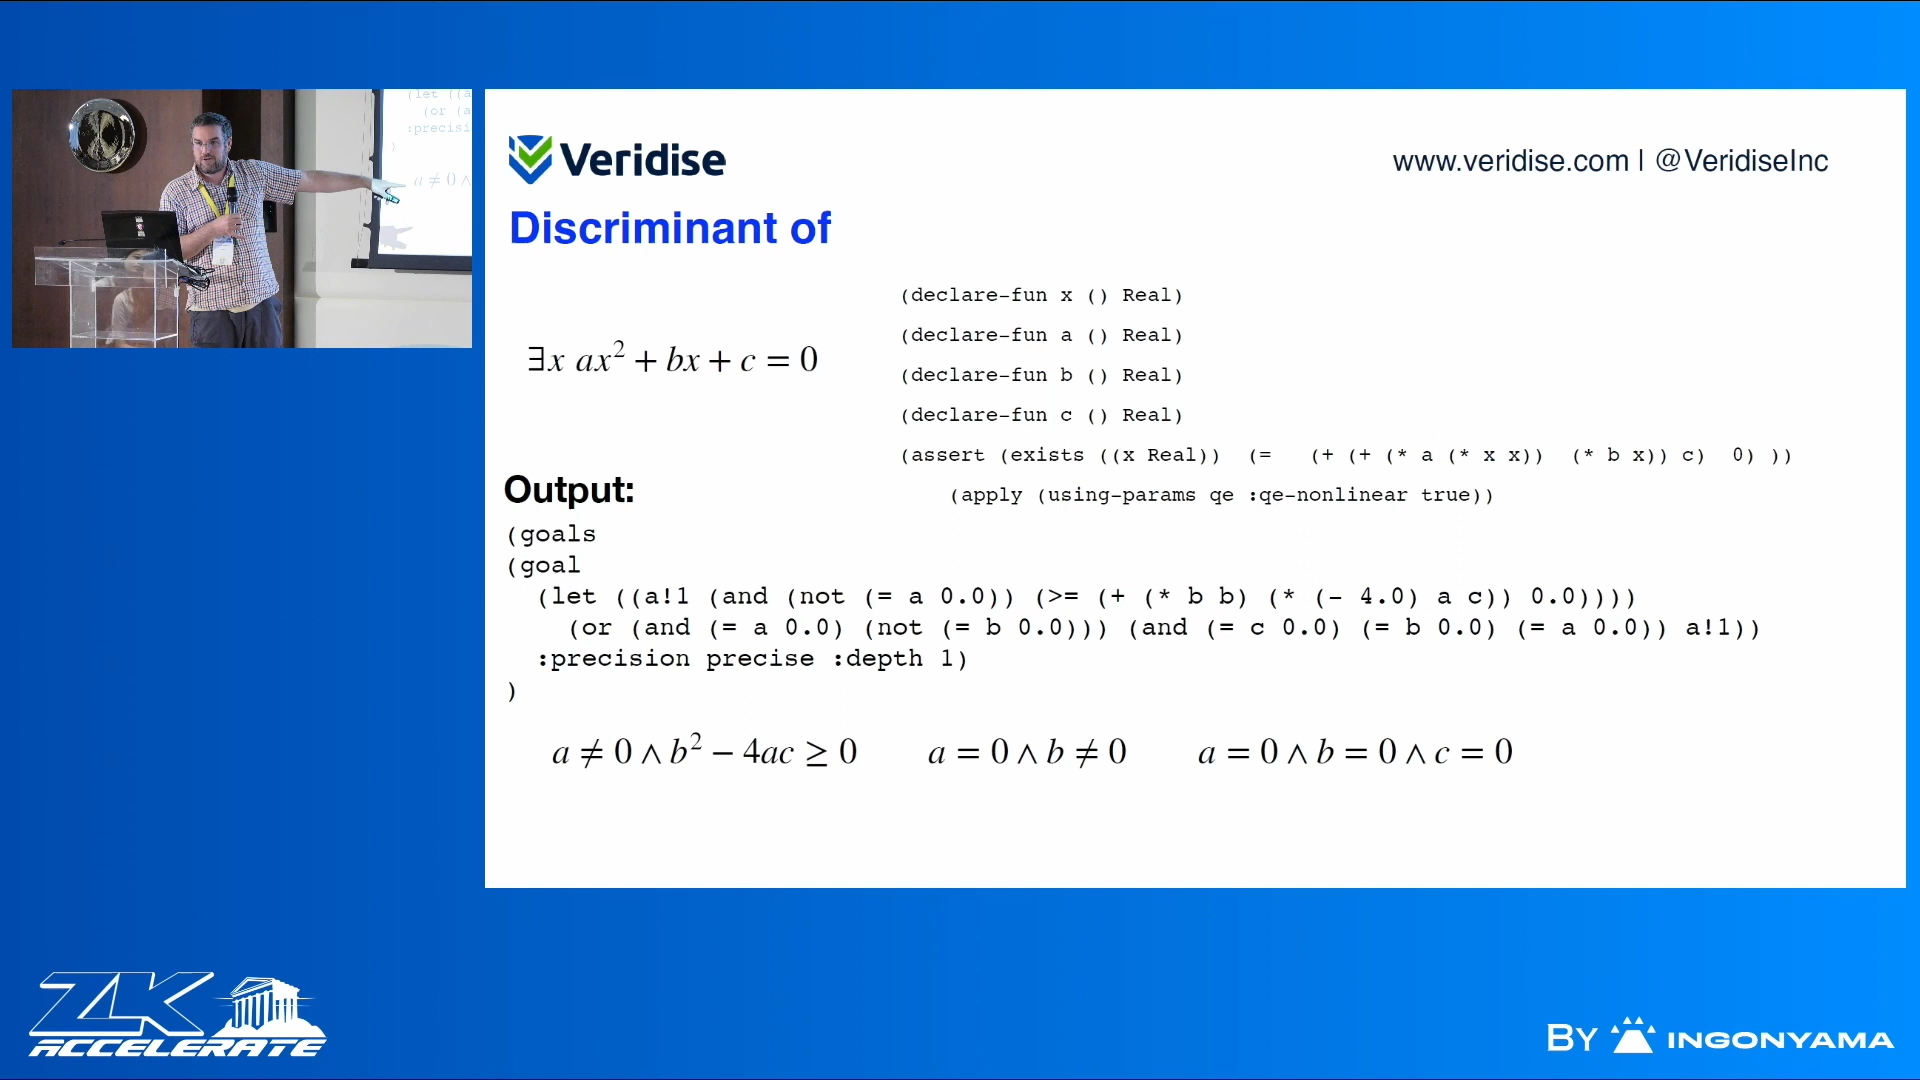 (let ((a
(or (a
:precisi
)
a ≠ 0 ∧
Veridise
www.veridise.com | @VeridiseInc
Discriminant of
∃x ax² + bx + c = 0
(declare-fun x () Real)
(declare-fun a () Real)
(declare-fun b () Real)
(declare-fun c () Real)
(assert (exists ((x Real)) (= (+ (+ (* a (* x x)) (* b x)) c) 0) ))
(apply (using-params qe :qe-nonlinear true))
Output:
(goals
(goal
(let ((a!1 (and (not (= a 0.0)) (>= (+ (* b b) (* (- 4.0) a c)) 0.0))))
(or (and (= a 0.0) (not (= b 0.0))) (and (= c 0.0) (= b 0.0) (= a 0.0)) a!1))
:precision precise :depth 1)
)
a ≠ 0 ∧ b² − 4ac ≥ 0 a = 0 ∧ b ≠ 0 a = 0 ∧ b = 0 ∧ c = 0
ZK
ACCELERATE
BY INGONYAMA